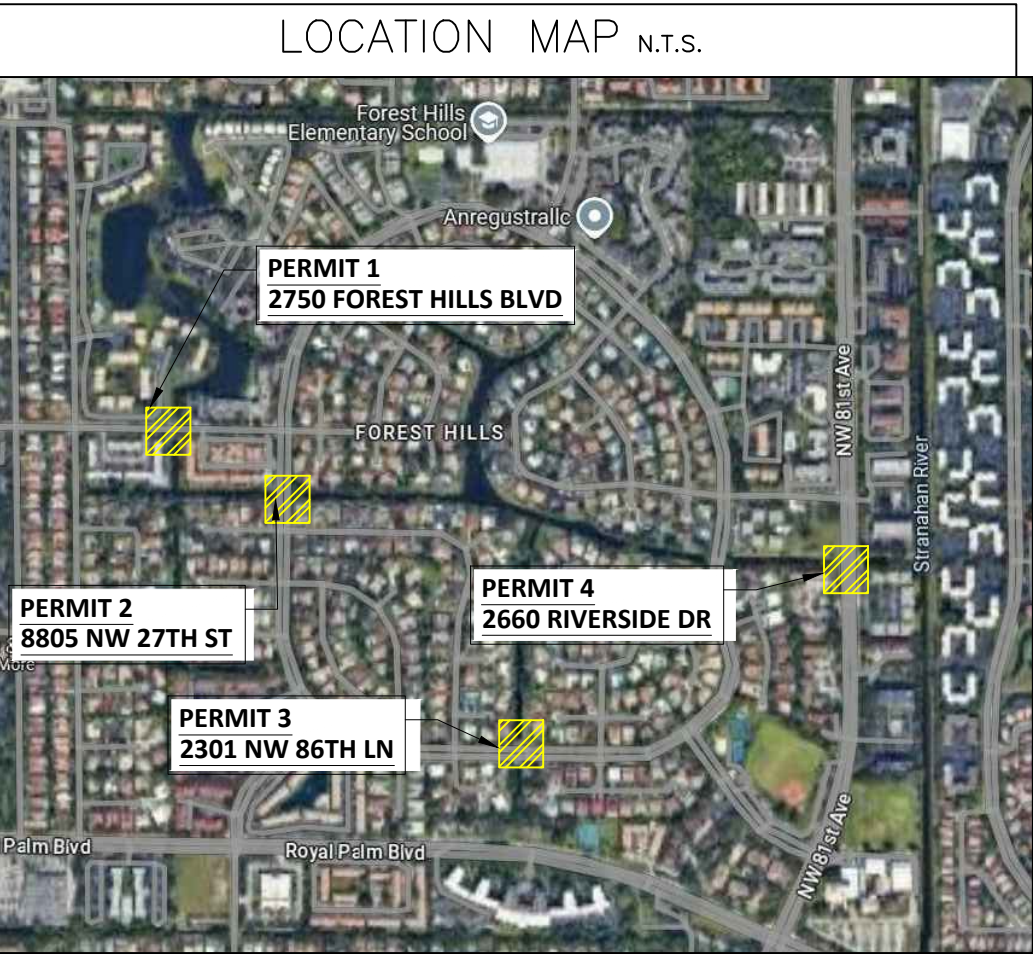 LOCATION MAP N.T.S.
Forest Hills
Elementary School
Anregustrallc
PERMIT 1
2750 FOREST HILLS BLVD
NW 81st Ave
FOREST HILLS
Stranahan River
PERMIT 2
8805 NW 27TH ST
More
PERMIT 4
2660 RIVERSIDE DR
PERMIT 3
2301 NW 86TH LN
Palm Blvd
Royal Palm Blvd
NW 81st Ave